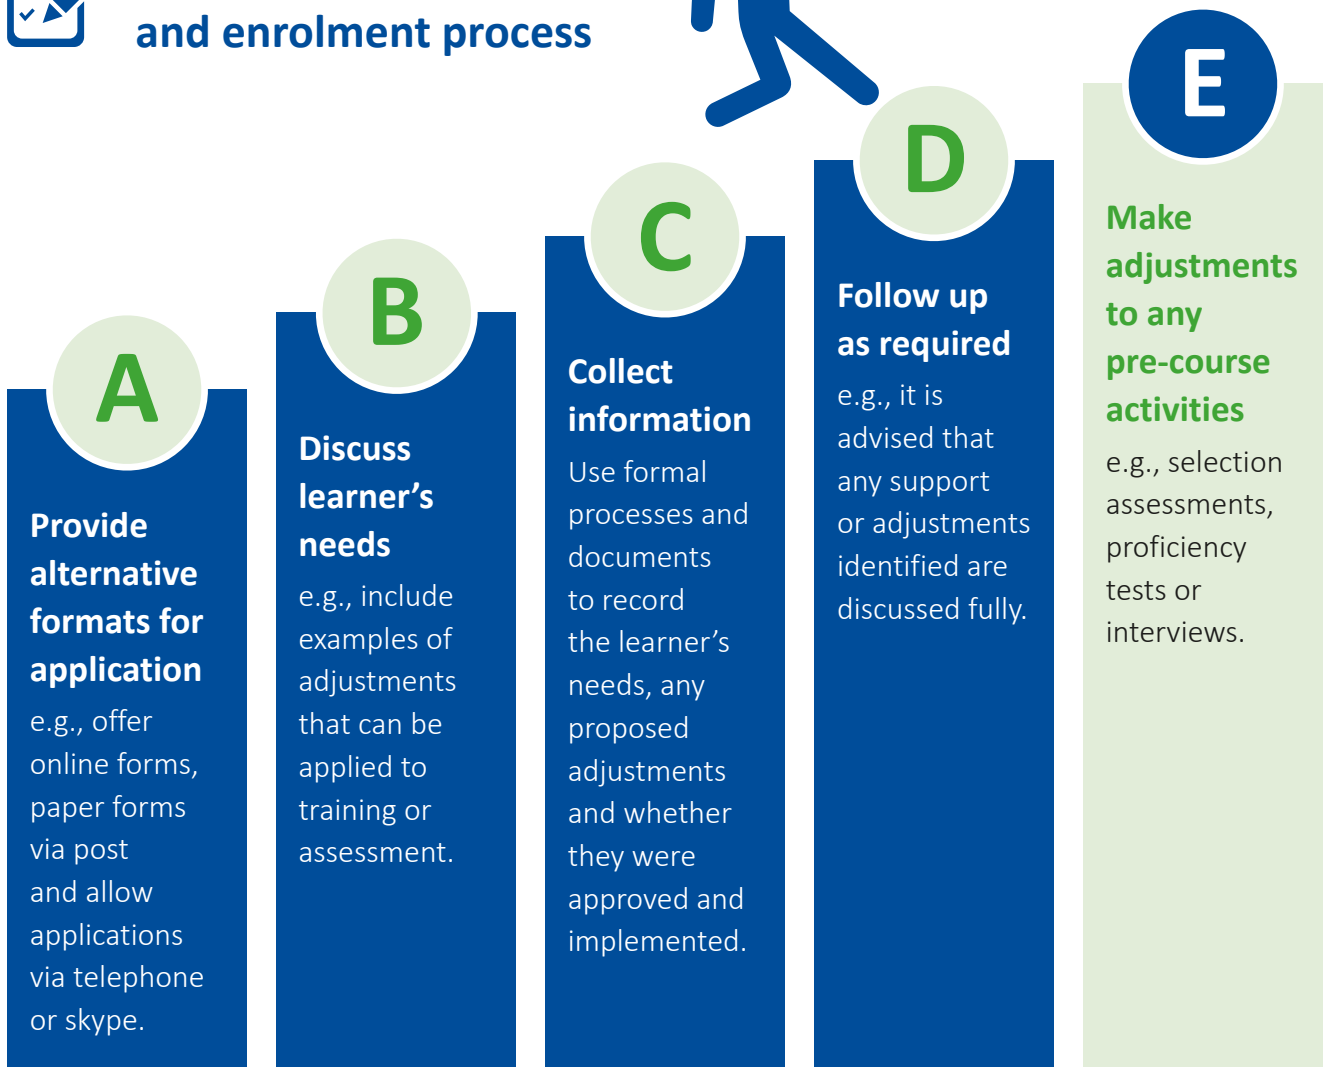 and enrolment process
A
Provide
alternative
formats for
application
e.g., offer
online forms,
paper forms
via post
and allow
applications
via telephone
or skype.
B
Discuss
learner’s
needs
e.g., include
examples of
adjustments
that can be
applied to
training or
assessment.
C
Collect
information
Use formal
processes and
documents
to record
the learner’s
needs, any
proposed
adjustments
and whether
they were
approved and
implemented.
D
Follow up
as required
e.g., it is
advised that
any support
or adjustments
identified are
discussed fully.
E
Make
adjustments
to any
pre-course
activities
e.g., selection
assessments,
proficiency
tests or
interviews.